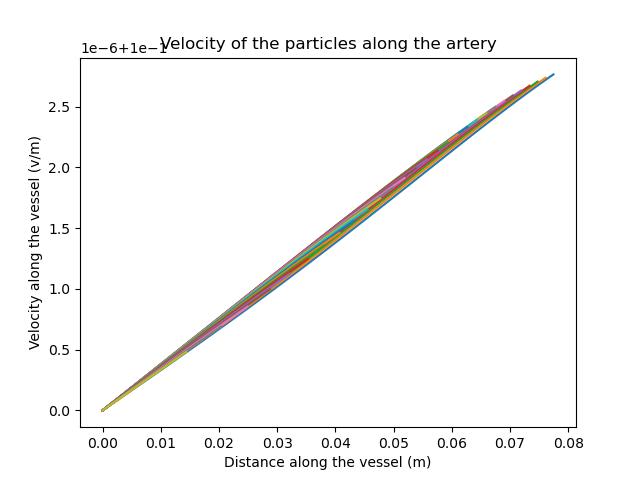 1e−6+1e−1
Velocity of the particles along the artery
2.5
2.0
1.5
1.0
0.5
0.0
Velocity along the vessel (v/m)
0.00 0.01 0.02 0.03 0.04 0.05 0.06 0.07 0.08
Distance along the vessel (m)